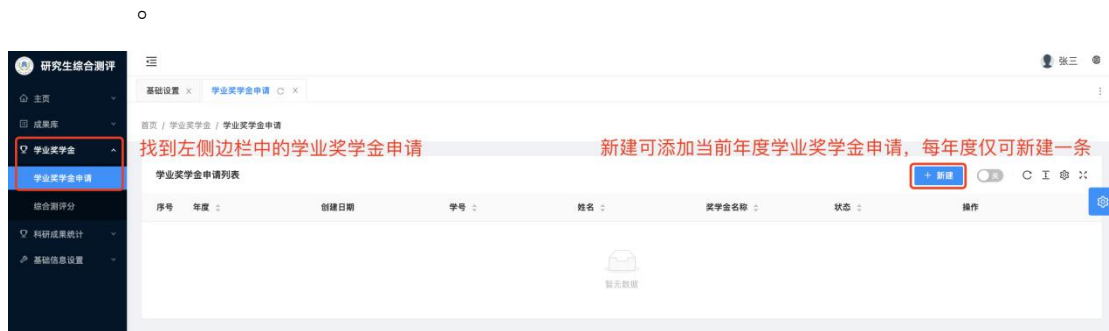 。
研究生综合测评
张三
主页
基础设置 × 学业奖学金申请 ×
成果库
首页 / 学业奖学金 / 学业奖学金申请
学业奖学金
找到左侧边栏中的学业奖学金申请
新建可添加当前年度学业奖学金申请，每年度仅可新建一条
学业奖学金申请
学业奖学金申请列表
+ 新建
关
综合测评分
序号 年度 创建日期 学号 姓名 奖学金名称 状态 操作
科研成果统计
基础信息设置
暂无数据